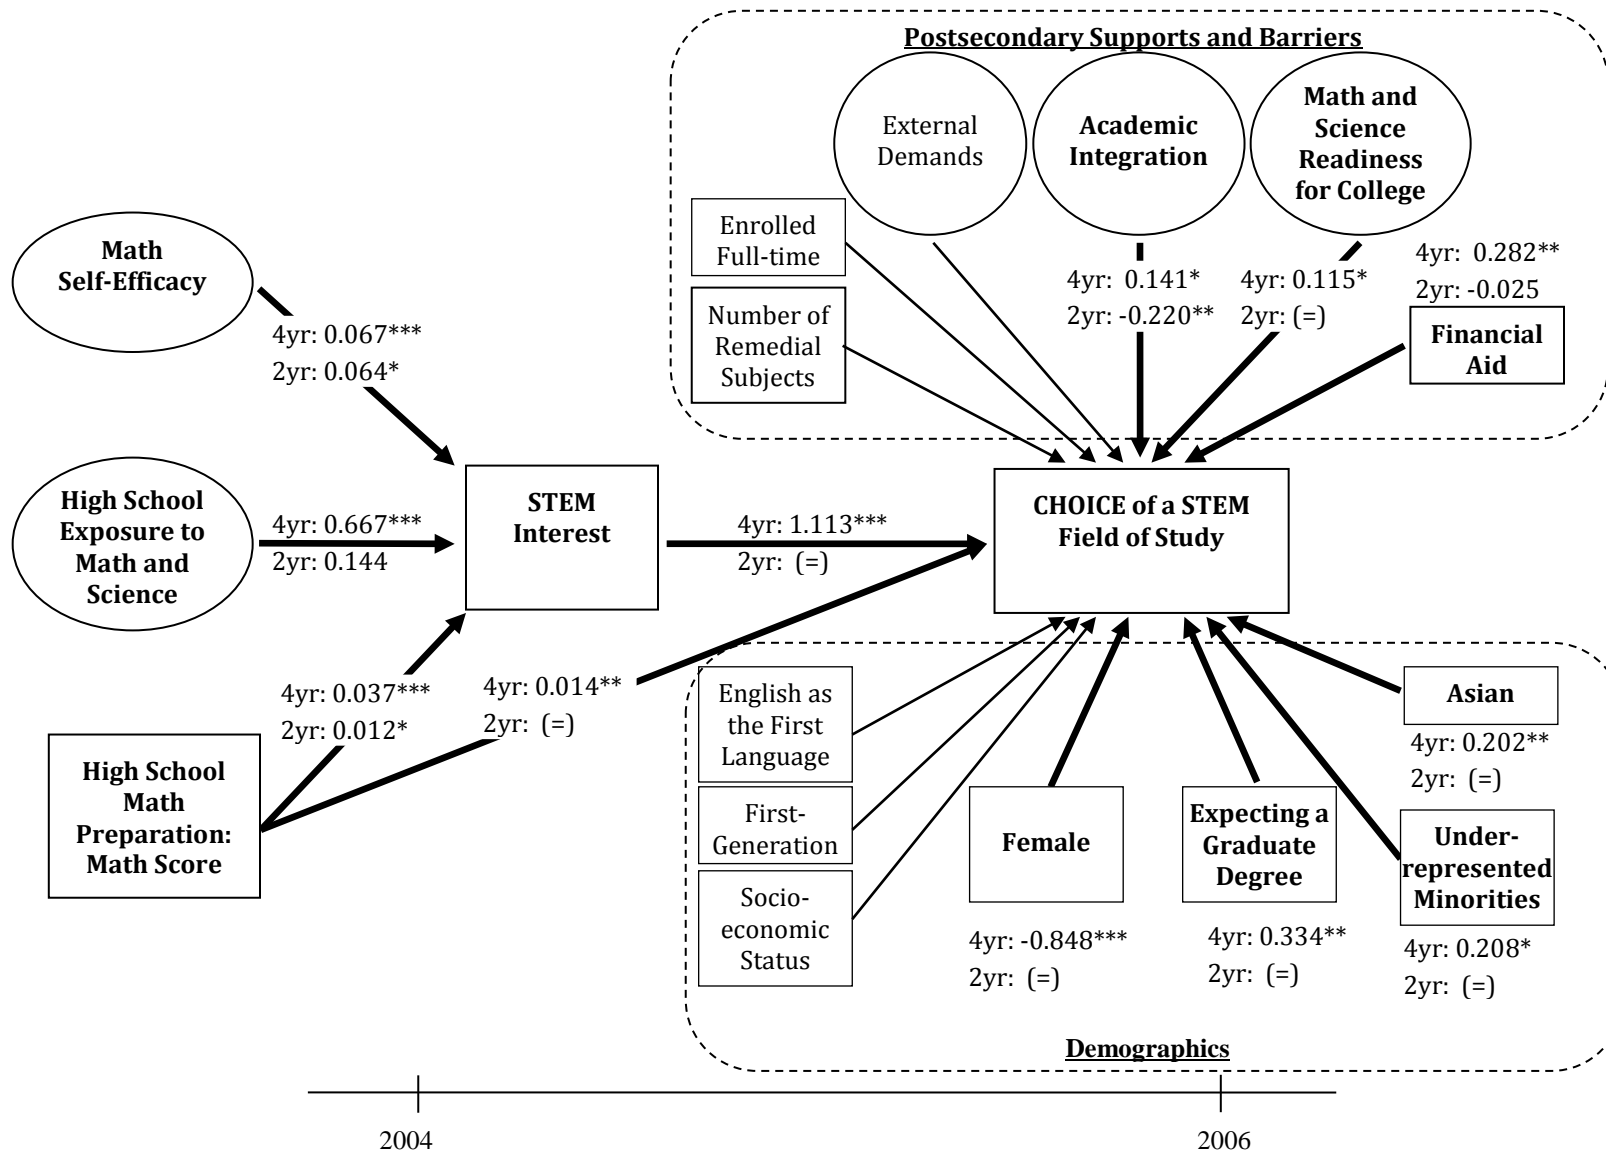 Postsecondary Supports and Barriers
External
Demands
Academic
Integration
Math and
Science
Readiness
for College
Enrolled
Full-time
Number of
Remedial
Subjects
4yr: 0.141*
2yr: -0.220**
4yr: 0.115*
2yr: (=)
4yr: 0.282**
2yr: -0.025
Financial
Aid
Math
Self-Efficacy
4yr: 0.067***
2yr: 0.064*
High School
Exposure to
Math and
Science
4yr: 0.667***
2yr: 0.144
STEM
Interest
4yr: 1.113***
2yr: (=)
CHOICE of a STEM
Field of Study
4yr: 0.037***
2yr: 0.012*
4yr: 0.014**
2yr: (=)
High School
Math
Preparation:
Math Score
English as
the First
Language
First-
Generation
Socio-
economic
Status
Female
4yr: -0.848***
2yr: (=)
Expecting a
Graduate
Degree
4yr: 0.334**
2yr: (=)
Asian
4yr: 0.202**
2yr: (=)
Under-
represented
Minorities
4yr: 0.208*
2yr: (=)
Demographics
2004
2006